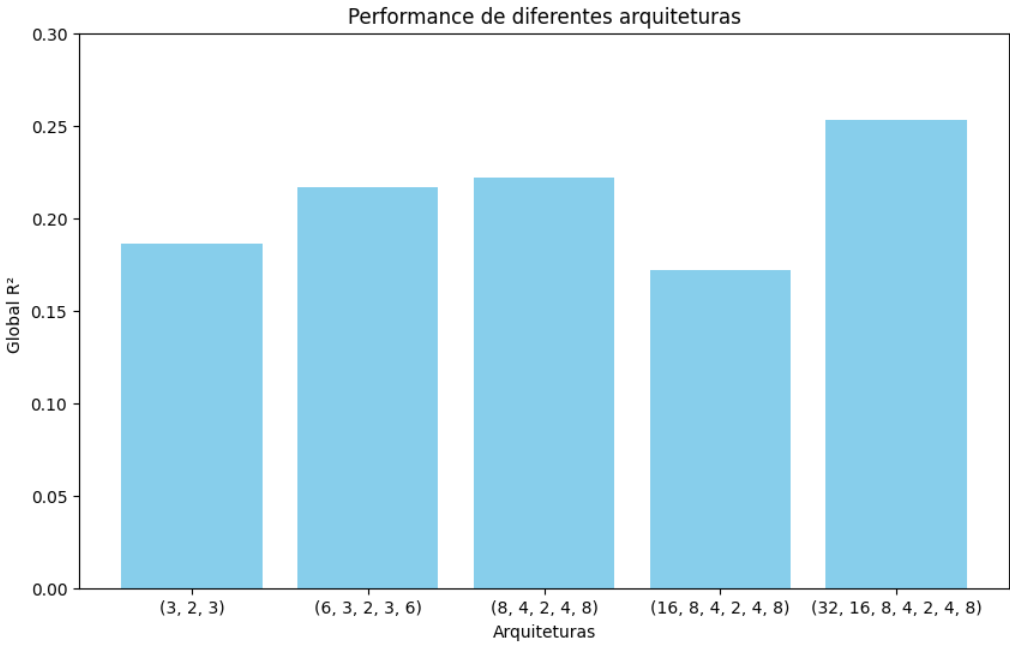 Performance de diferentes arquiteturas
Global R²
0.30
0.25
0.20
0.15
0.10
0.05
0.00
(3, 2, 3)
(6, 3, 2, 3, 6)
(8, 4, 2, 4, 8)
(16, 8, 4, 2, 4, 8)
(32, 16, 8, 4, 2, 4, 8)
Arquiteturas